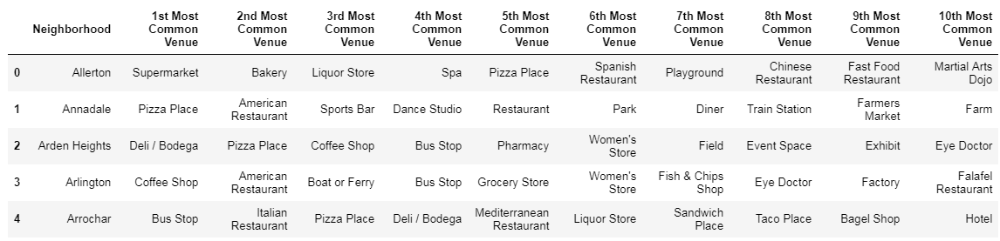 Neighborhood 1st Most Common Venue 2nd Most Common Venue 3rd Most Common Venue 4th Most Common Venue 5th Most Common Venue 6th Most Common Venue 7th Most Common Venue 8th Most Common Venue 9th Most Common Venue 10th Most Common Venue
0 Allerton Supermarket Bakery Liquor Store Spa Pizza Place Spanish Restaurant Playground Chinese Restaurant Fast Food Restaurant Martial Arts Dojo
1 Annadale Pizza Place American Restaurant Sports Bar Dance Studio Restaurant Park Diner Train Station Farmers Market Farm
2 Arden Heights Deli / Bodega Pizza Place Coffee Shop Bus Stop Pharmacy Women's Store Field Event Space Exhibit Eye Doctor
3 Arlington Coffee Shop American Restaurant Boat or Ferry Bus Stop Grocery Store Women's Store Fish & Chips Shop Eye Doctor Factory Falafel Restaurant
4 Arrochar Bus Stop Italian Restaurant Pizza Place Deli / Bodega Mediterranean Restaurant Liquor Store Sandwich Place Taco Place Bagel Shop Hotel